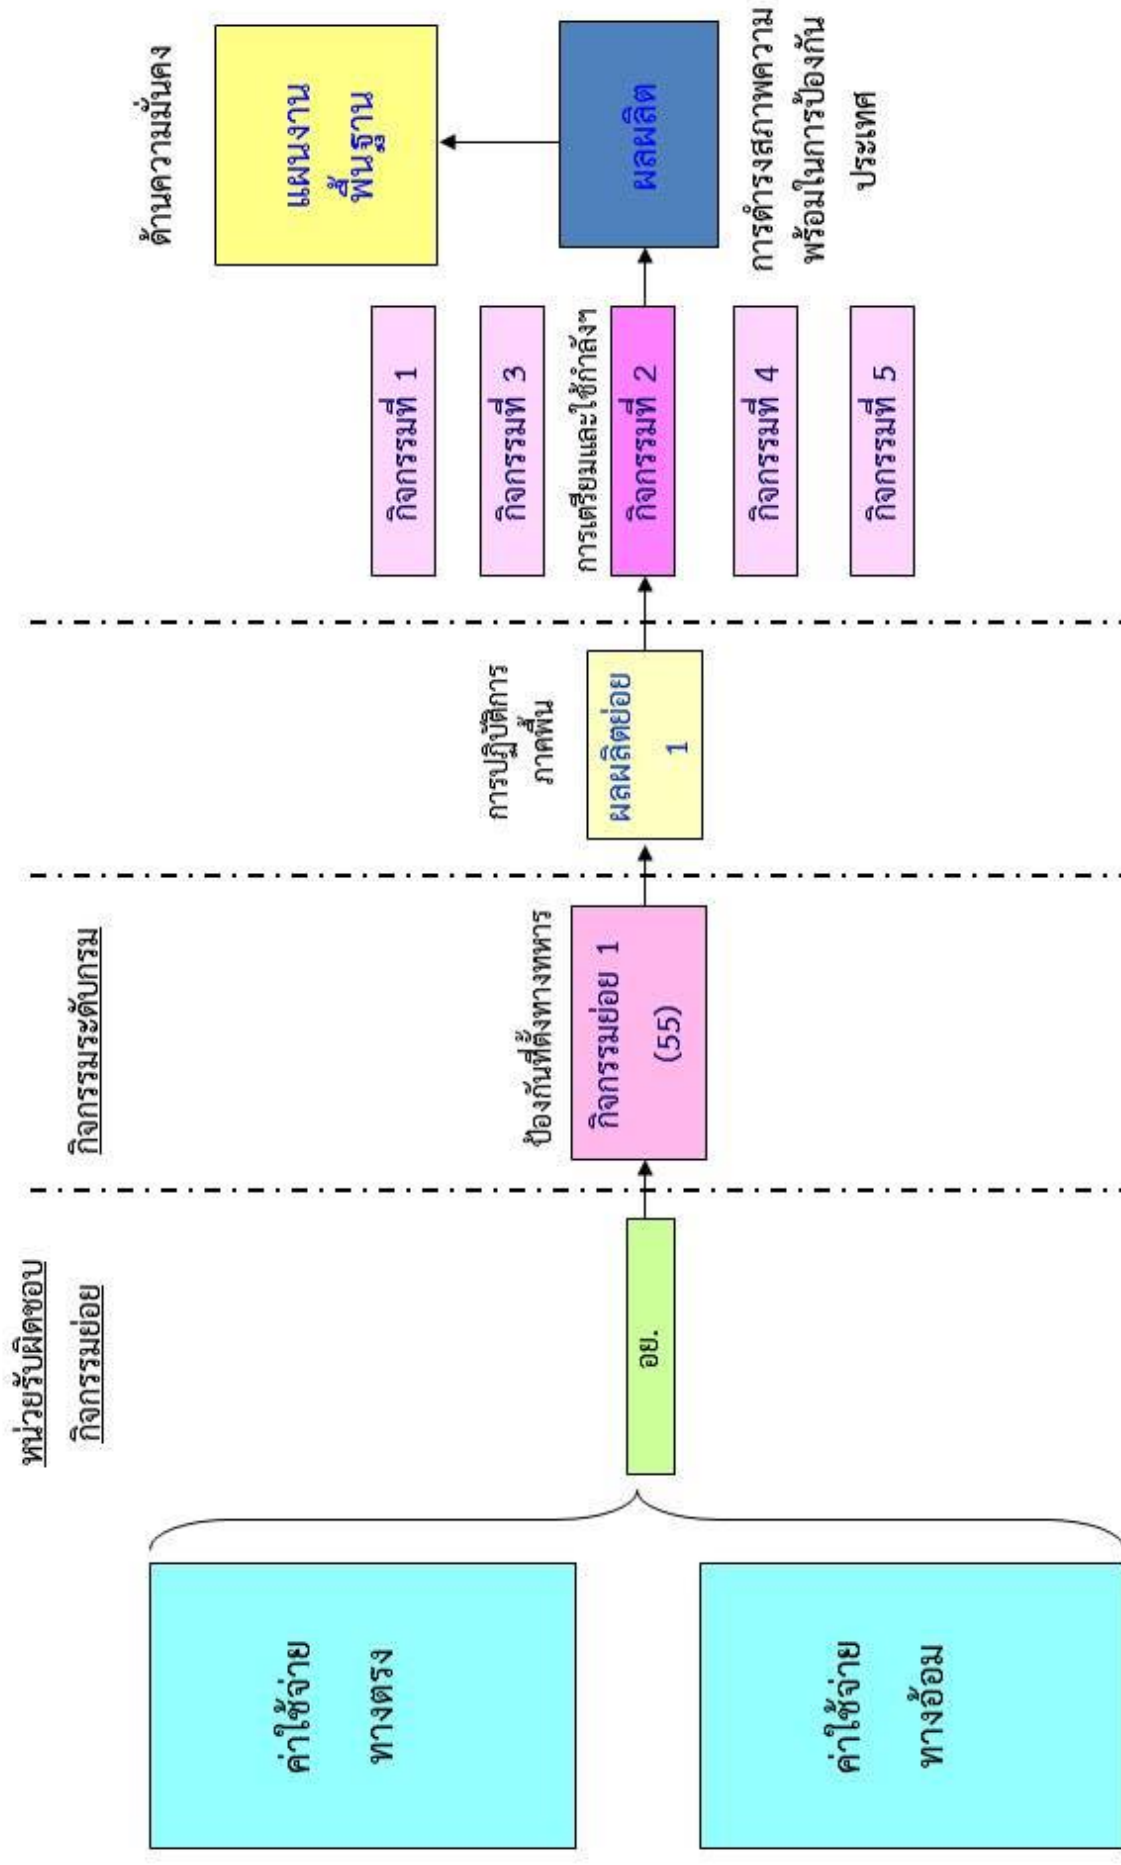 หน่วยรับผิดชอบ
กิจกรรมย่อย
กิจกรรมระดับกรม
ด้านความมั่นคง
ค่าใช้จ่าย
ทางตรง
ค่าใช้จ่าย
ทางอ้อม
อย.
ป้องกันที่ตั้งทางทหาร
กิจกรรมย่อย 1
(55)
การปฏิบัติการ
ภาคพื้น
ผลผลิตย่อย
1
กิจกรรมที่ 1
กิจกรรมที่ 3
การเตรียมและใช้กำลังฯ
กิจกรรมที่ 2
กิจกรรมที่ 4
กิจกรรมที่ 5
แผนงาน
พื้นฐาน
ผลผลิต
การดำรงสภาพความ
พร้อมในการป้องกัน
ประเทศ